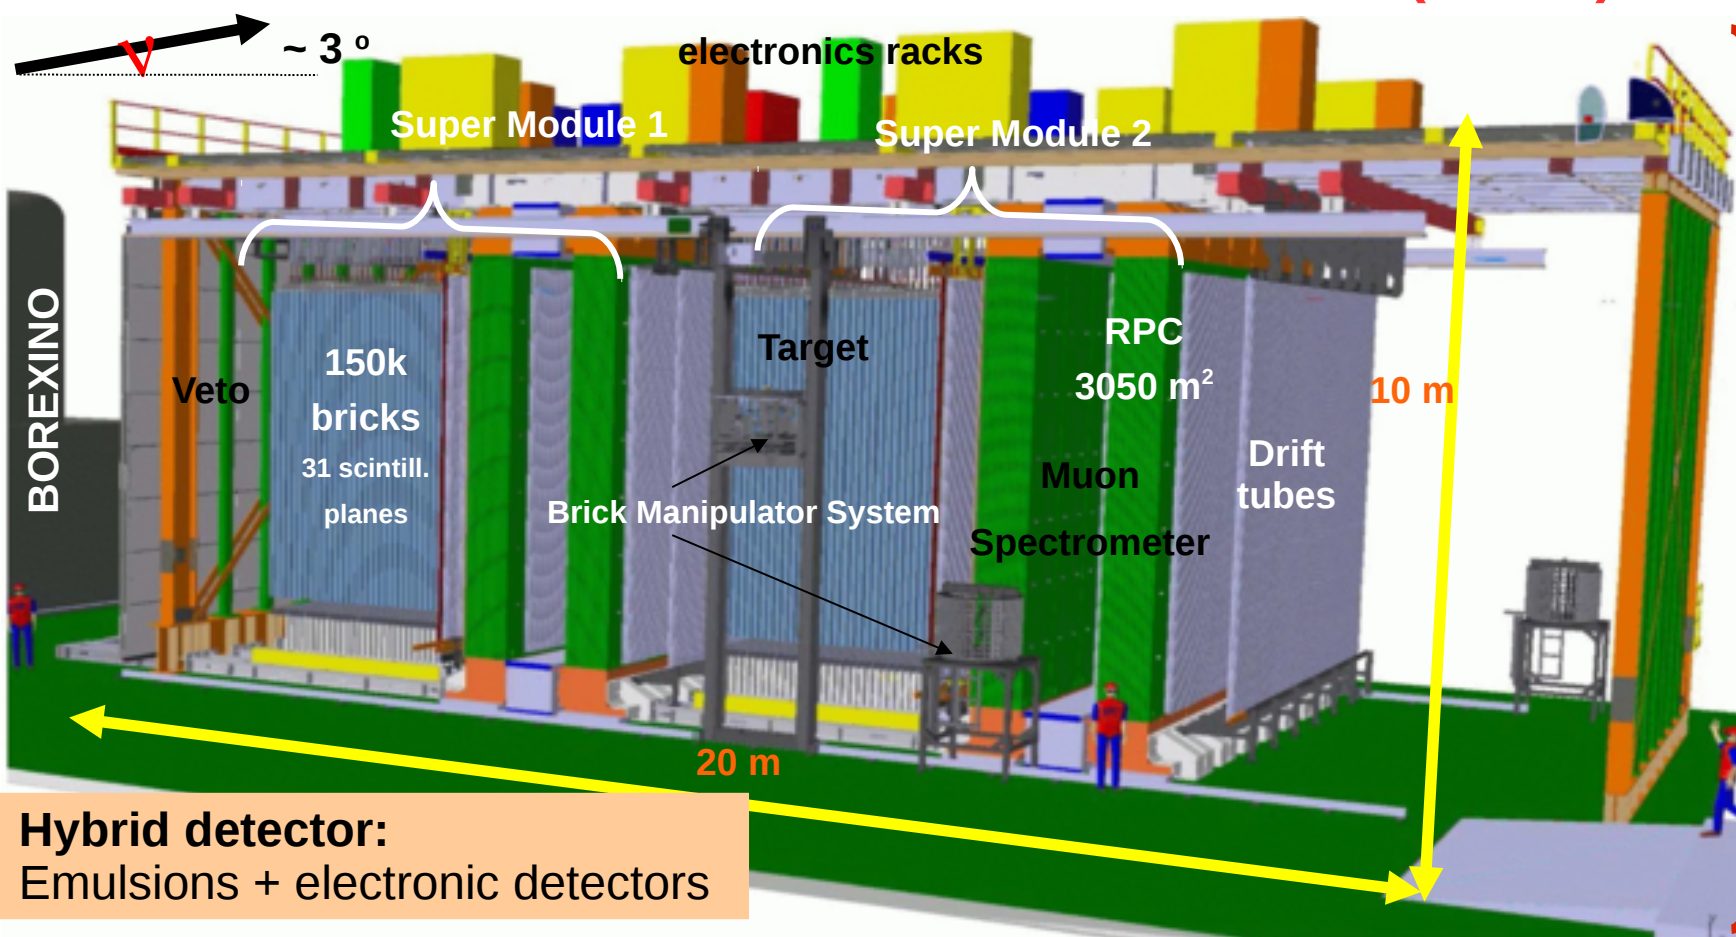 ν
~ 3 º
electronics racks
Super Module 1
Super Module 2
BOREXINO
Veto
150k
bricks
31 scintill.
planes
Target
Brick Manipulator System
RPC
3050 m²
Muon
Spectrometer
Drift
tubes
10 m
20 m
Hybrid detector:
Emulsions + electronic detectors